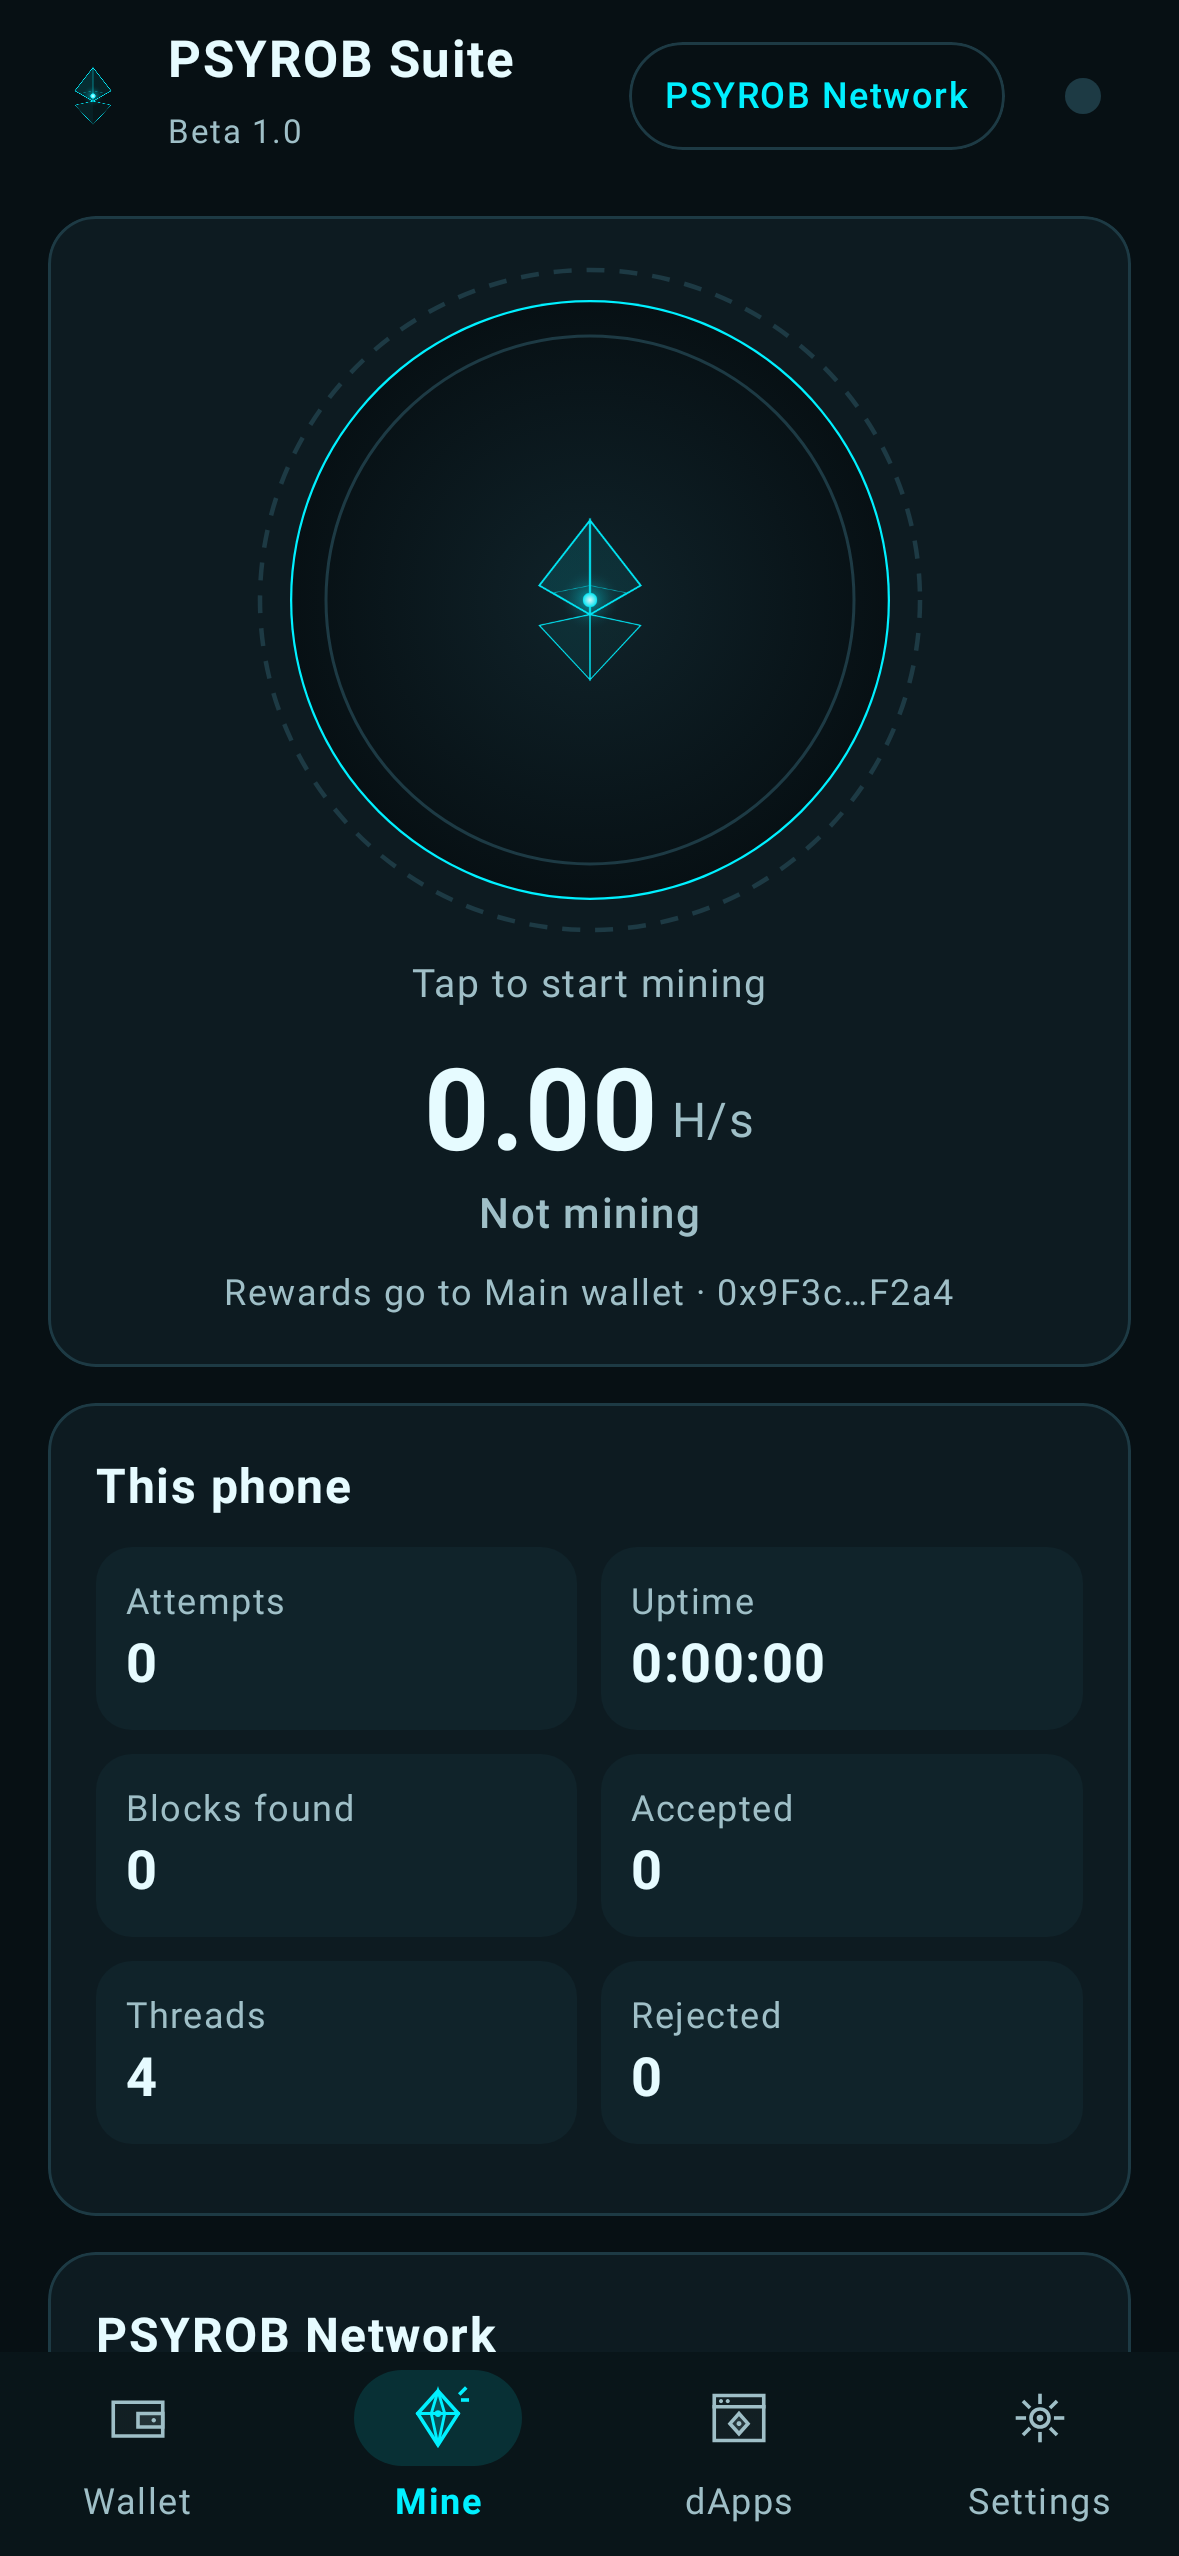 PSYROB Suite
Beta 1.0
PSYROB Network
Tap to start mining
0.00 H/s
Not mining
Rewards go to Main wallet · 0x9F3c…F2a4
This phone
Attempts
0
Uptime
0:00:00
Blocks found
0
Accepted
0
Threads
4
Rejected
0
PSYROB Network
Wallet
Mine
dApps
Settings